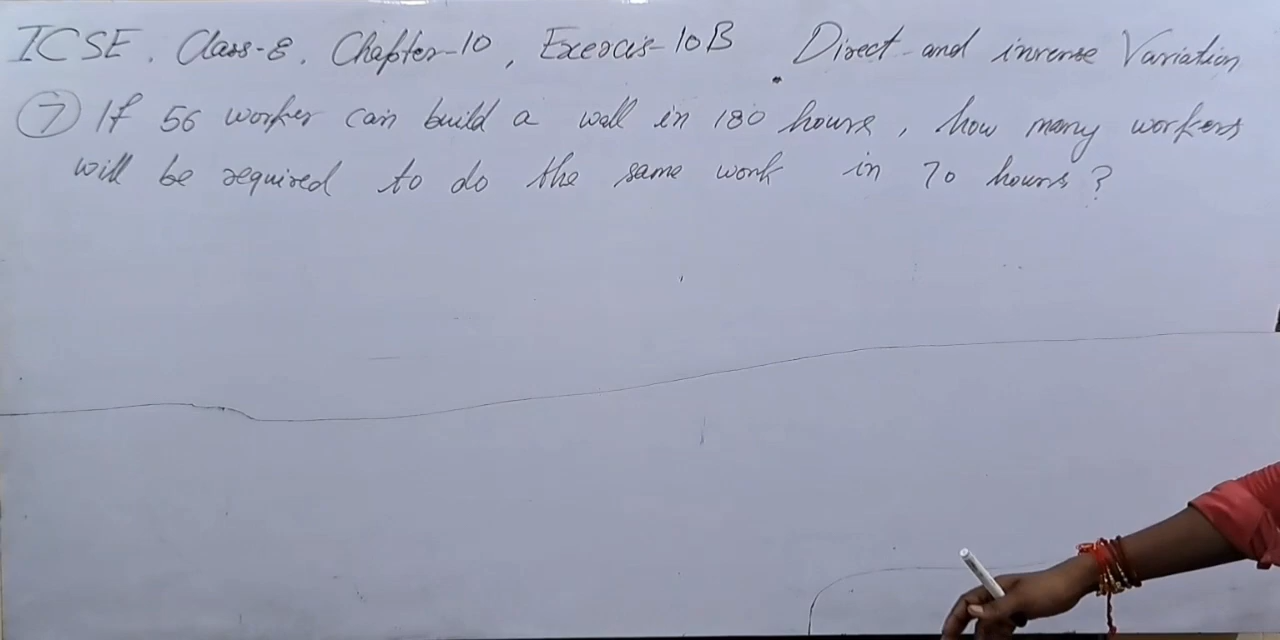 ICSE. Class-8. Chapter-10, Exercis-10B Direct and inverse Variation
7 If 56 worker can build a wall in 180 hours, how many workers
will be required to do the same work in 70 hours?